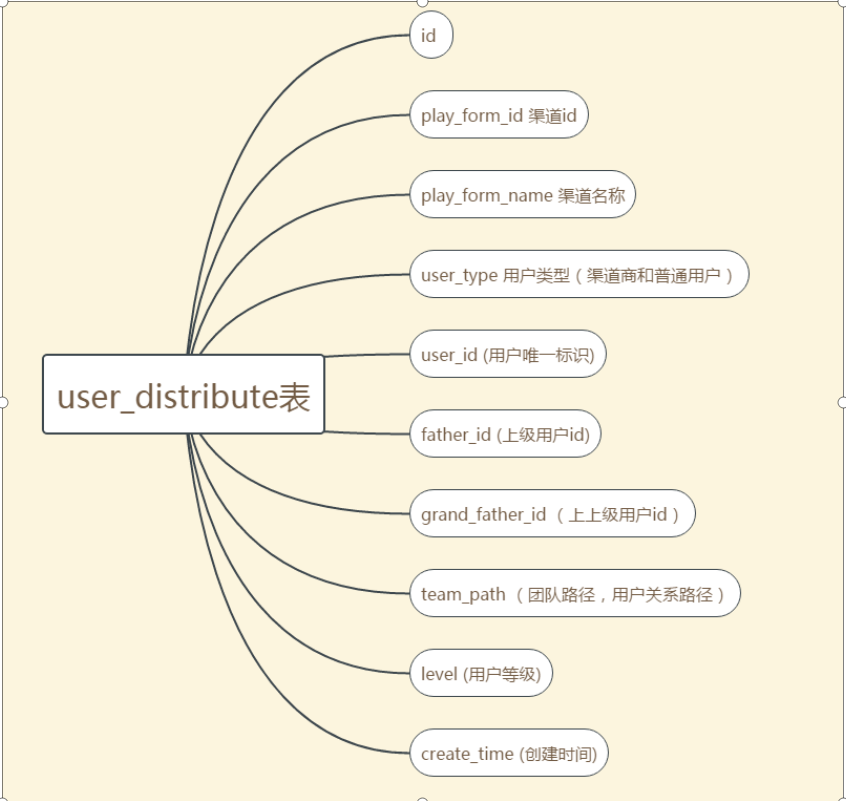 id
play_form_id 渠道id
play_form_name 渠道名称
user_type 用户类型（渠道商和普通用户）
user_id (用户唯一标识)
user_distribute表
father_id (上级用户id)
grand_father_id （上上级用户id）
team_path （团队路径，用户关系路径）
level (用户等级)
create_time (创建时间)